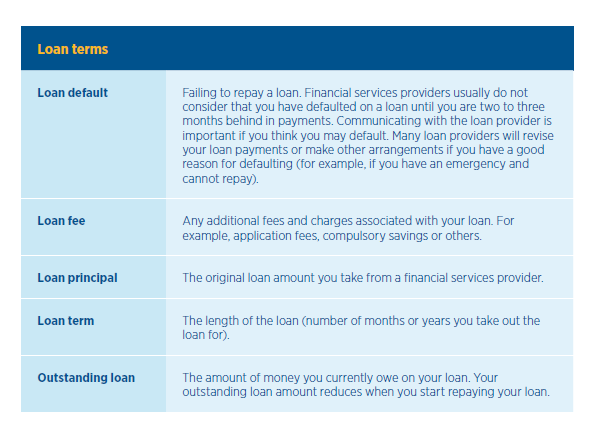 Loan terms
Loan default
Failing to repay a loan. Financial services providers usually do not
consider that you have defaulted on a loan until you are two to three
months behind in payments. Communicating with the loan provider is
important if you think you may default. Many loan providers will revise
your loan payments or make other arrangements if you have a good
reason for defaulting (for example, if you have an emergency and
cannot repay).
Loan fee
Any additional fees and charges associated with your loan. For
example, application fees, compulsory savings or others.
Loan principal
The original loan amount you take from a financial services provider.
Loan term
The length of the loan (number of months or years you take out the
loan for).
Outstanding loan
The amount of money you currently owe on your loan. Your
outstanding loan amount reduces when you start repaying your loan.